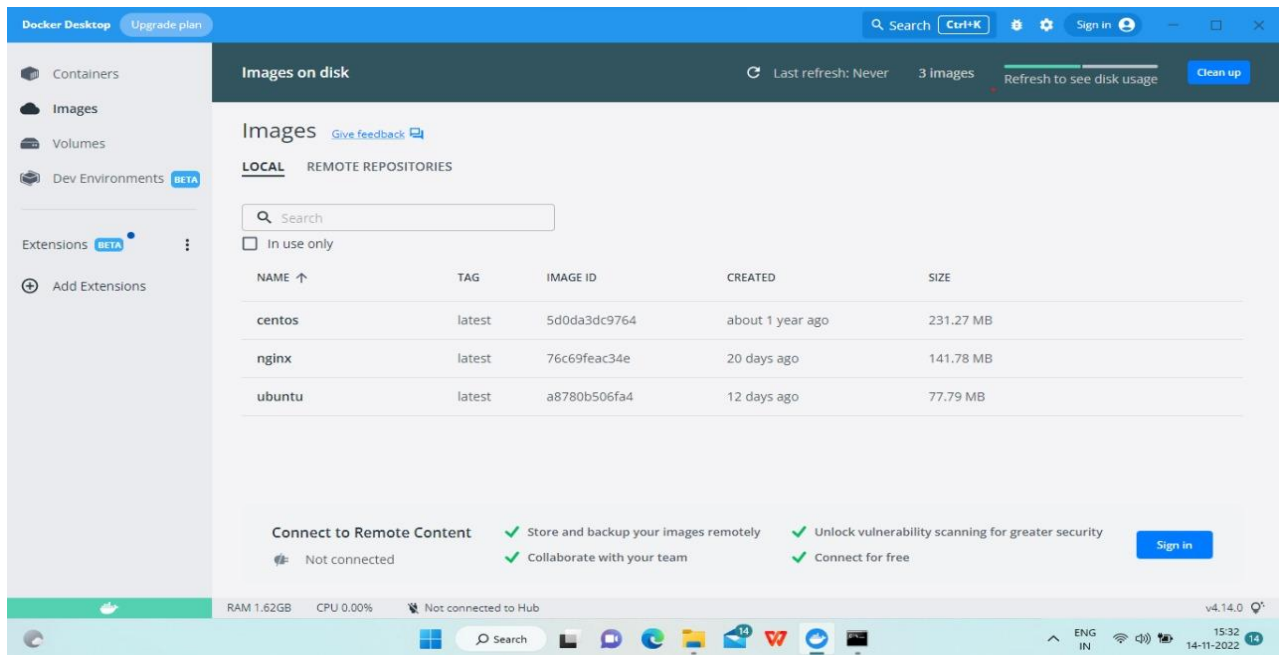 Docker Desktop Upgrade plan Search Ctrl+K Sign in
Containers
Images
Volumes
Dev Environments BETA
Extensions BETA
Add Extensions
Images on disk Last refresh: Never 3 images Refresh to see disk usage Clean up
Images Give feedback
LOCAL REMOTE REPOSITORIES
Search
In use only
NAME TAG IMAGE ID CREATED SIZE
centos latest 5d0da3dc9764 about 1 year ago 231.27 MB
nginx latest 76c69feac34e 20 days ago 141.78 MB
ubuntu latest a8780b506fa4 12 days ago 77.79 MB
Connect to Remote Content Store and backup your images remotely Unlock vulnerability scanning for greater security
Not connected Collaborate with your team Connect for free
Sign in
RAM 1.62GB CPU 0.00% Not connected to Hub v4.14.0
Search 14 ENG 15:32
IN 14-11-2022 14